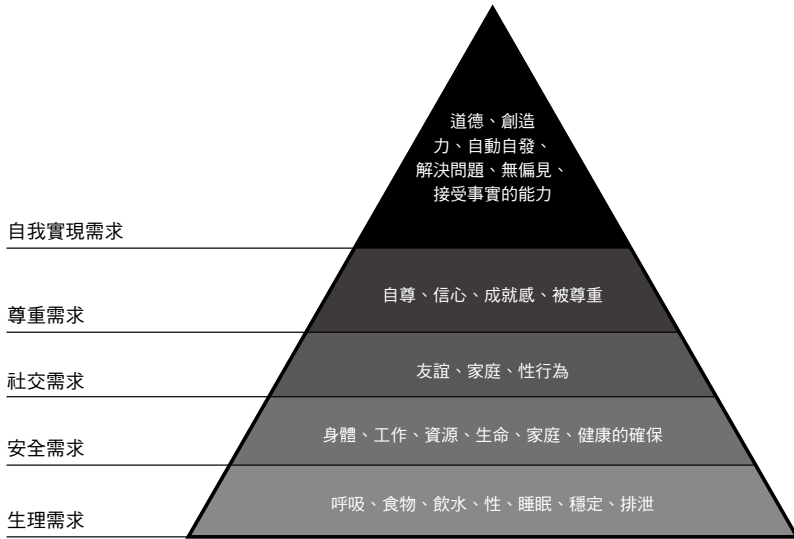 道德、創造
力、自動自發、
解決問題、無偏見、
接受事實的能力
自我實現需求
自尊、信心、成就感、被尊重
尊重需求
友誼、家庭、性行為
社交需求
身體、工作、資源、生命、家庭、健康的確保
安全需求
呼吸、食物、飲水、性、睡眠、穩定、排泄
生理需求